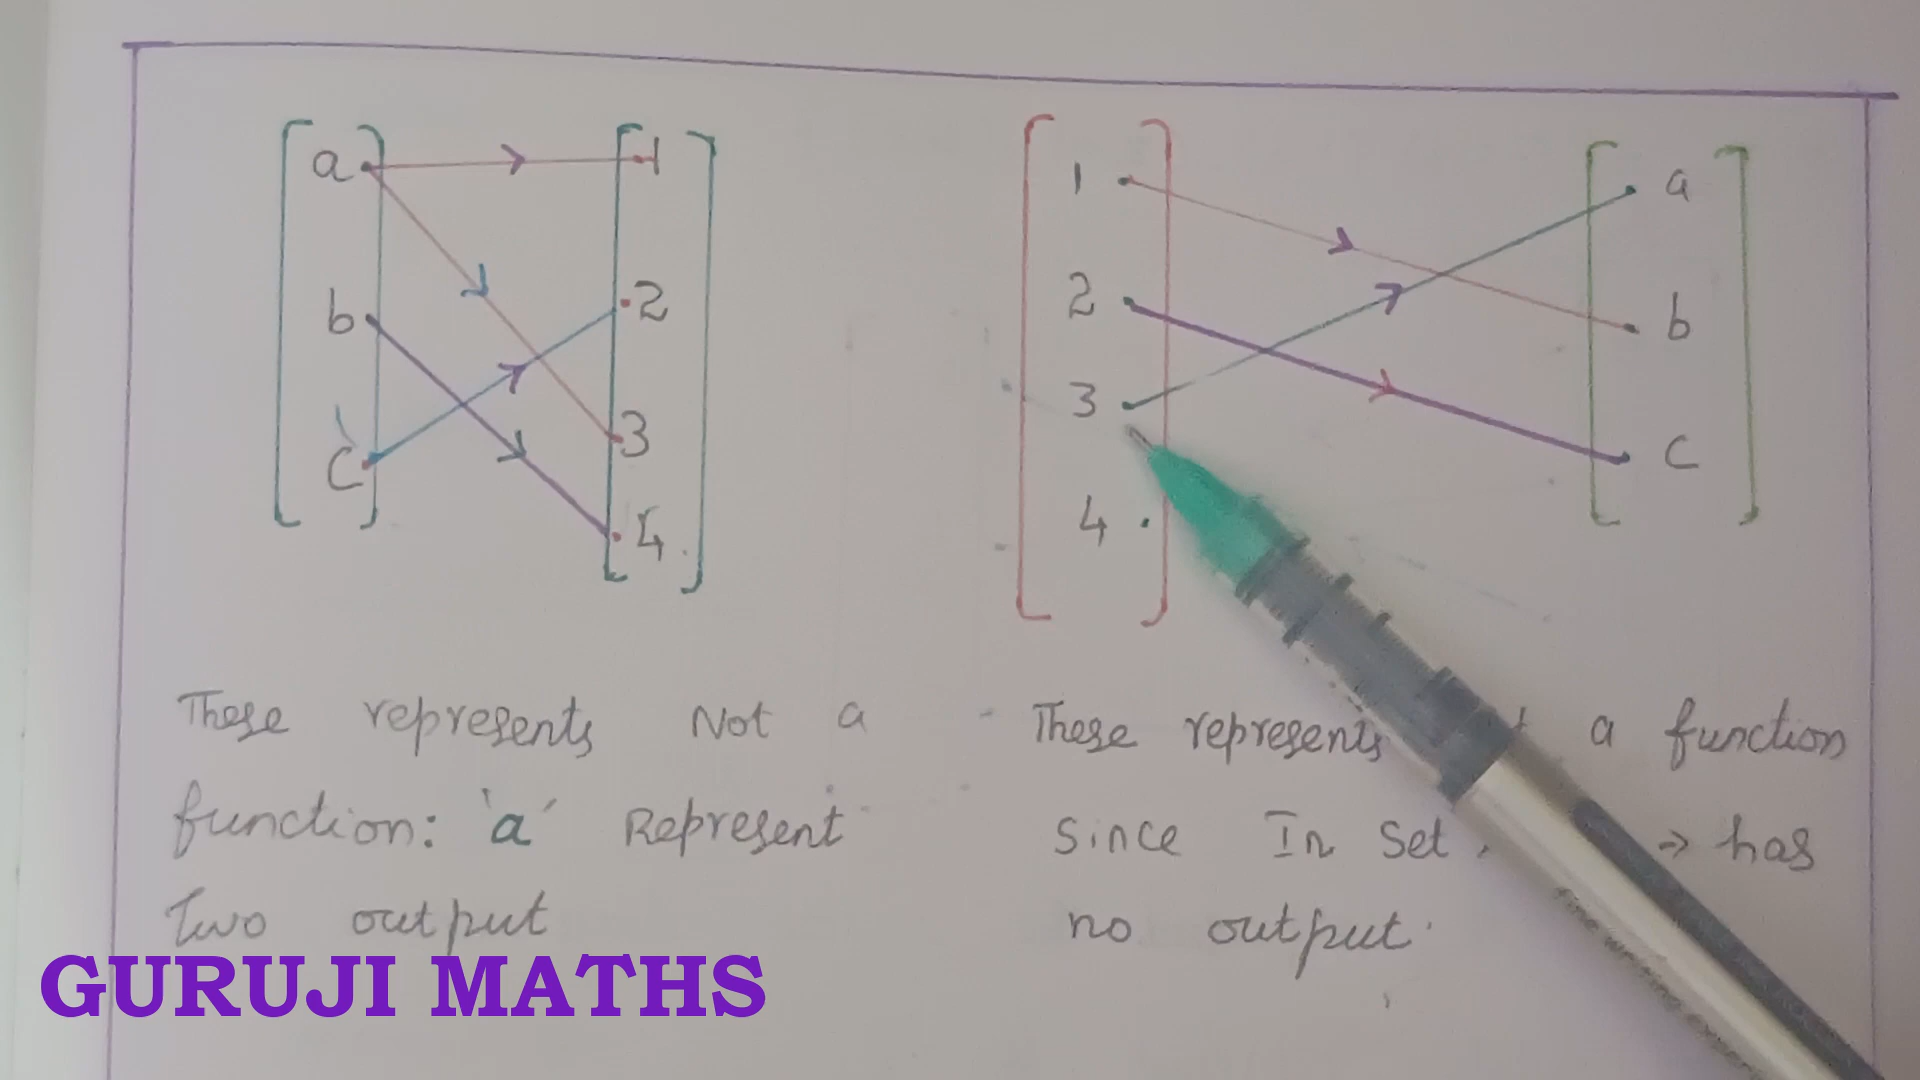 a
b
c
1
2
3
4
1
2
3
4
a
b
c
These represents Not a
function: 'a' Represent
Two output
These represents a function
since In set → has
no output.
GURUJI MATHS